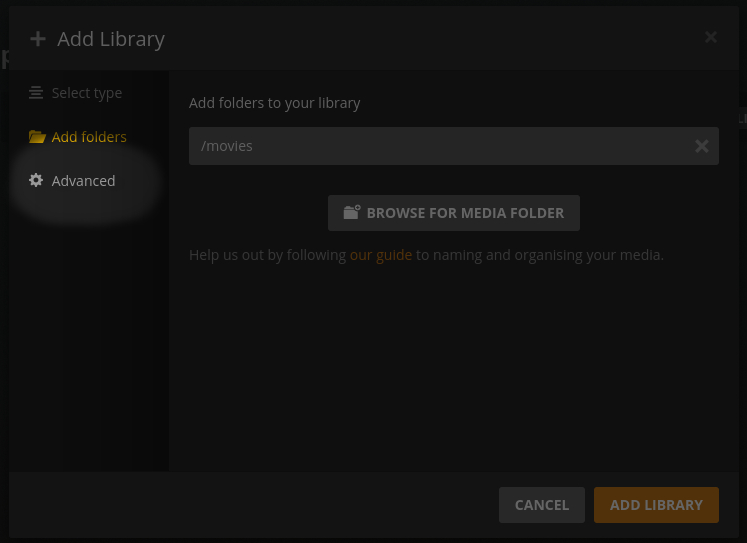 Add Library
Select type
Add folders
Advanced
Add folders to your library
/movies
BROWSE FOR MEDIA FOLDER
Help us out by following our guide to naming and organising your media.
CANCEL
ADD LIBRARY